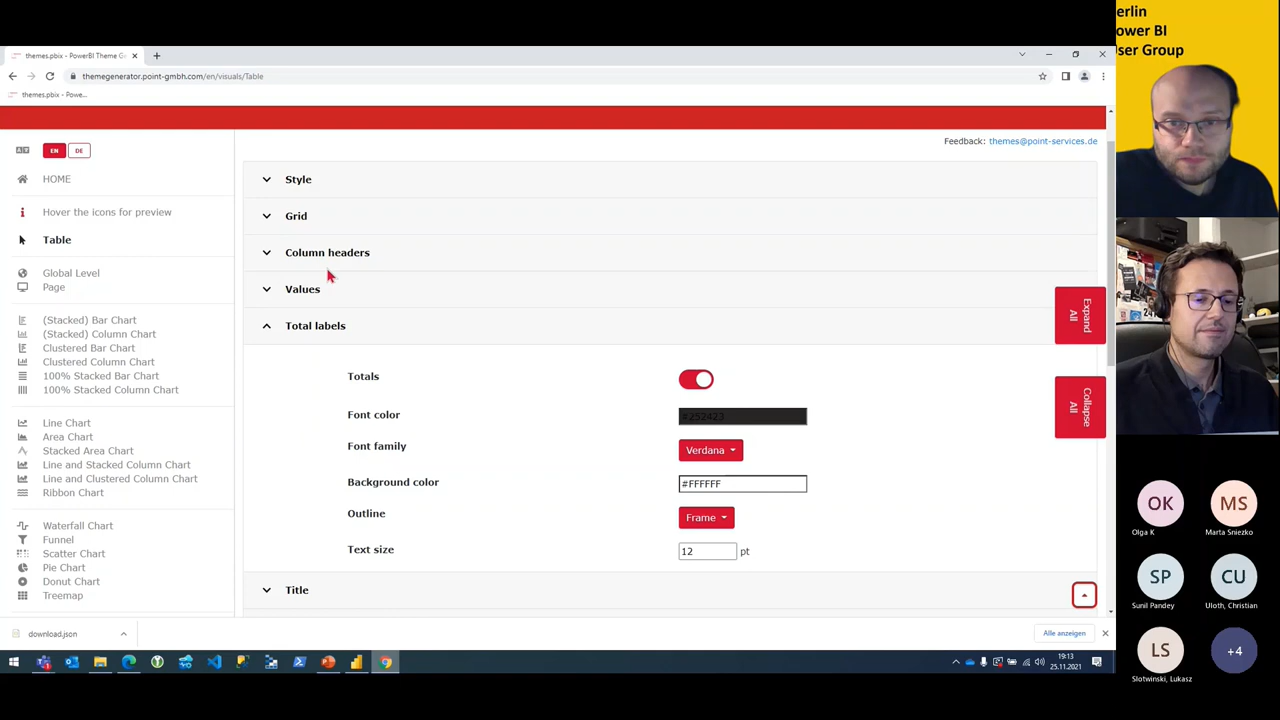 themes.pbix - PowerBI Theme G
themegenerator.point-gmbh.com/en/visuals/Table
themes.pbix - Powe...
EN
DE
HOME
Hover the icons for preview
Table
Global Level
Page
(Stacked) Bar Chart
(Stacked) Column Chart
Clustered Bar Chart
Clustered Column Chart
100% Stacked Bar Chart
100% Stacked Column Chart
Line Chart
Area Chart
Stacked Area Chart
Line and Stacked Column Chart
Line and Clustered Column Chart
Ribbon Chart
Waterfall Chart
Funnel
Scatter Chart
Pie Chart
Donut Chart
Treemap
Feedback: themes@point-services.de
Style
Grid
Column headers
Values
Total labels
Totals
Font color
#252423
Font family
Verdana
Background color
#FFFFFF
Outline
Frame
Text size
12 pt
Title
Expand All
Collapse All
download.json
Alle anzeigen
19:13
25.11.2021
erlin
ower BI
ser Group
OK
Olga K
MS
Marta Sniezko
SP
Sunil Pandey
CU
Uloth, Christian
LS
Slotwinski, Lukasz
+4